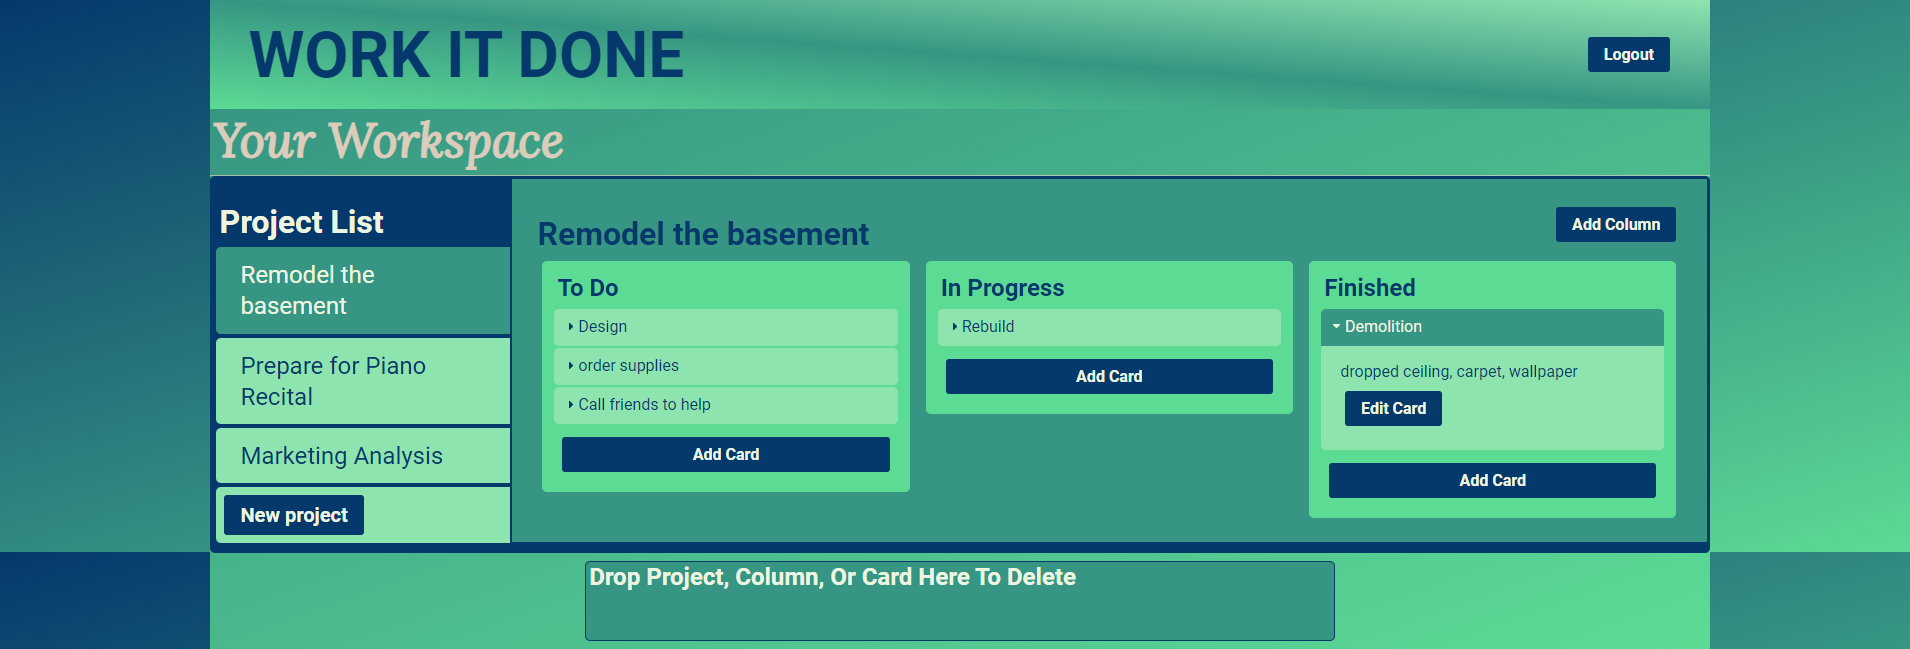 WORK IT DONE
Logout
Your Workspace
Project List
Remodel the
basement
Prepare for Piano
Recital
Marketing Analysis
New project
Remodel the basement
Add Column
To Do
Design
order supplies
Call friends to help
Add Card
In Progress
Rebuild
Add Card
Finished
Demolition
dropped ceiling, carpet, wallpaper
Edit Card
Add Card
Drop Project, Column, Or Card Here To Delete